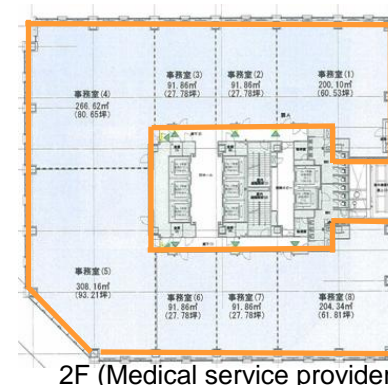 事務室(3)
91.86㎡
(27.78坪)
事務室(2)
91.86㎡
(27.78坪)
事務室(1)
200.10㎡
(60.53坪)
事務室(4)
266.62㎡
(80.65坪)
事務室(5)
308.16㎡
(93.21坪)
事務室(6)
91.86㎡
(27.78坪)
事務室(7)
91.86㎡
(27.78坪)
事務室(8)
204.34㎡
(61.81坪)
2F (Medical service provider